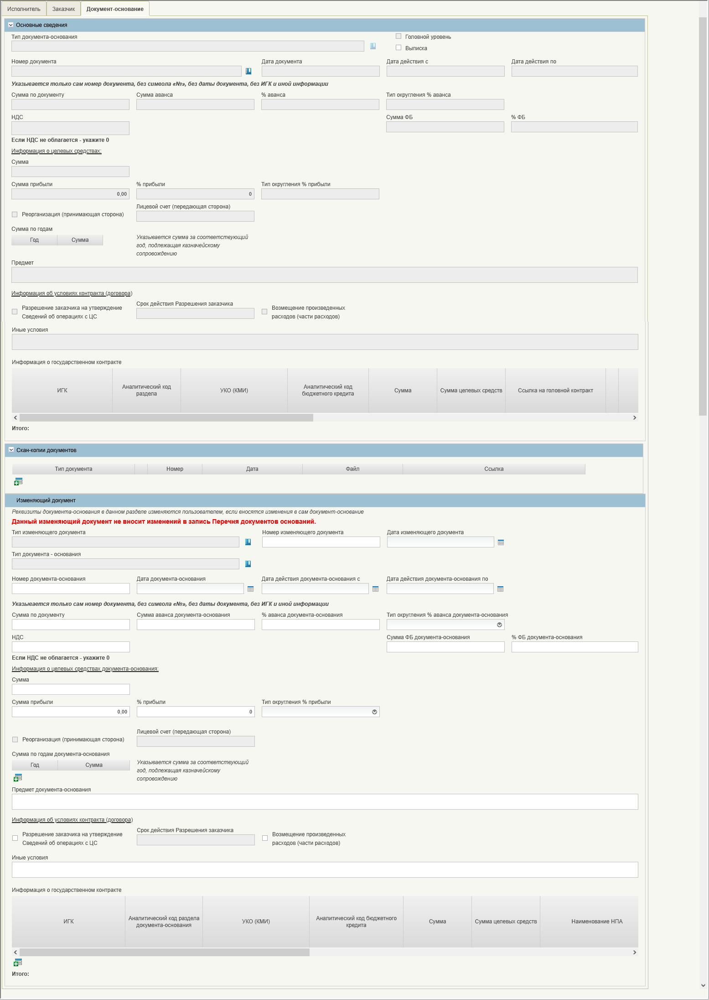 Исполнитель
Заказчик
Документ-основание
Основные сведения
Тип документа-основания
Головной уровень
Выписка
Номер документа
Дата документа
Дата действия с
Дата действия по
Указывается только сам номер документа, без символа «№», без даты документа, без ИГК и иной информации
Сумма по документу
Сумма аванса
% аванса
Тип округления % аванса
НДС
Сумма ФБ
% ФБ
Если НДС не облагается - укажите 0
Информация о целевых средствах:
Сумма
Сумма прибыли
% прибыли
Тип округления % прибыли
0,00
0
Лицевой счет (передающая сторона)
Реорганизация (принимающая сторона)
Сумма по годам
Год
Сумма
Указывается сумма за соответствующий
год, подлежащая казначейскому
сопровождению
Предмет
Информация об условиях контракта (договора)
Разрешение заказчика на утверждение
Сведений об операциях с ЦС
Срок действия Разрешения заказчика
Возмещение произведенных
расходов (части расходов)
Иные условия
Информация о государственном контракте
ИГК
Аналитический код
раздела
УКО (КМИ)
Аналитический код
бюджетного кредита
Сумма
Сумма целевых средств
Ссылка на головной контракт
Итого:
Скан-копии документов
Тип документа
Номер
Дата
Файл
Ссылка
Изменяющий документ
Реквизиты документа-основания в данном разделе изменяются пользователем, если вносятся изменения в сам документ-основание
Данный изменяющий документ не вносит изменений в запись Перечня документов оснований.
Тип изменяющего документа
Номер изменяющего документа
Дата изменяющего документа
Тип документа - основания
Номер документа-основания
Дата документа-основания
Дата действия документа-основания с
Дата действия документа-основания по
Указывается только сам номер документа, без символа «№», без даты документа, без ИГК и иной информации
Сумма по документу
Сумма аванса документа-основания
% аванса документа-основания
Тип округления % аванса документа-основания
НДС
Сумма ФБ документа-основания
% ФБ документа-основания
Если НДС не облагается - укажите 0
Информация о целевых средствах документа-основания:
Сумма
Сумма прибыли
% прибыли
Тип округления % прибыли
0,00
0
Лицевой счет (передающая сторона)
Реорганизация (принимающая сторона)
Сумма по годам документа-основания
Год
Сумма
Указывается сумма за соответствующий
год, подлежащая казначейскому
сопровождению
Предмет документа-основания
Информация об условиях контракта (договора)
Разрешение заказчика на утверждение
Сведений об операциях с ЦС
Срок действия Разрешения заказчика
Возмещение произведенных
расходов (части расходов)
Иные условия
Информация о государственном контракте
ИГК
Аналитический код раздела
документа-основания
УКО (КМИ)
Аналитический код бюджетного
кредита
Сумма
Сумма целевых средств
Наименование НПА
Итого: